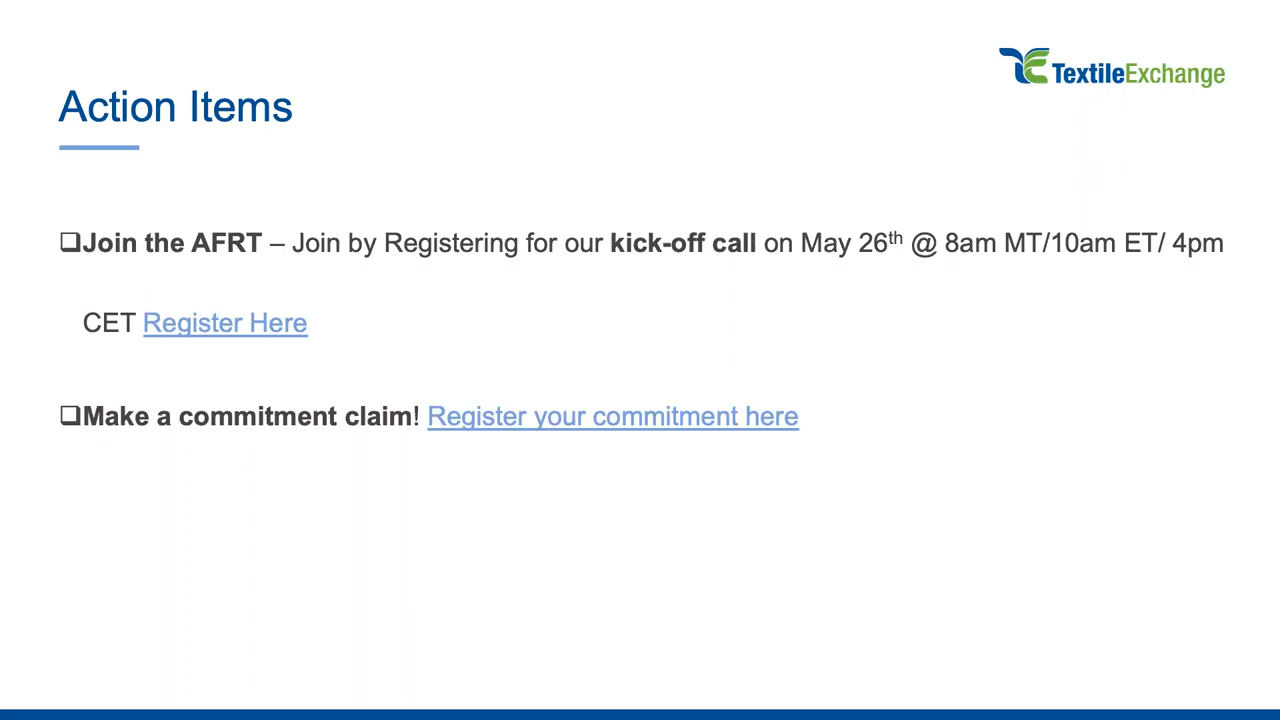 TextileExchange
Action Items
❑Join the AFRT – Join by Registering for our kick-off call on May 26th @ 8am MT/10am ET/ 4pm
CET Register Here
❑Make a commitment claim! Register your commitment here